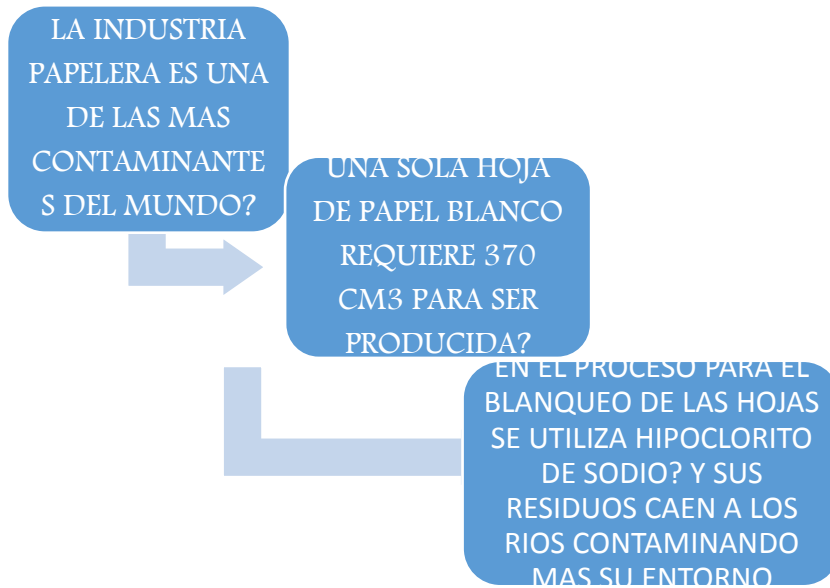 LA INDUSTRIA
PAPELERA ES UNA
DE LAS MAS
CONTAMINANTE
S DEL MUNDO?
UNA SOLA HOJA
DE PAPEL BLANCO
REQUIERE 370
CM3 PARA SER
PRODUCIDA?
EN EL PROCESO PARA EL
BLANQUEO DE LAS HOJAS
SE UTILIZA HIPOCLORITO
DE SODIO? Y SUS
RESIDUOS CAEN A LOS
RIOS CONTAMINANDO
MAS SU ENTORNO